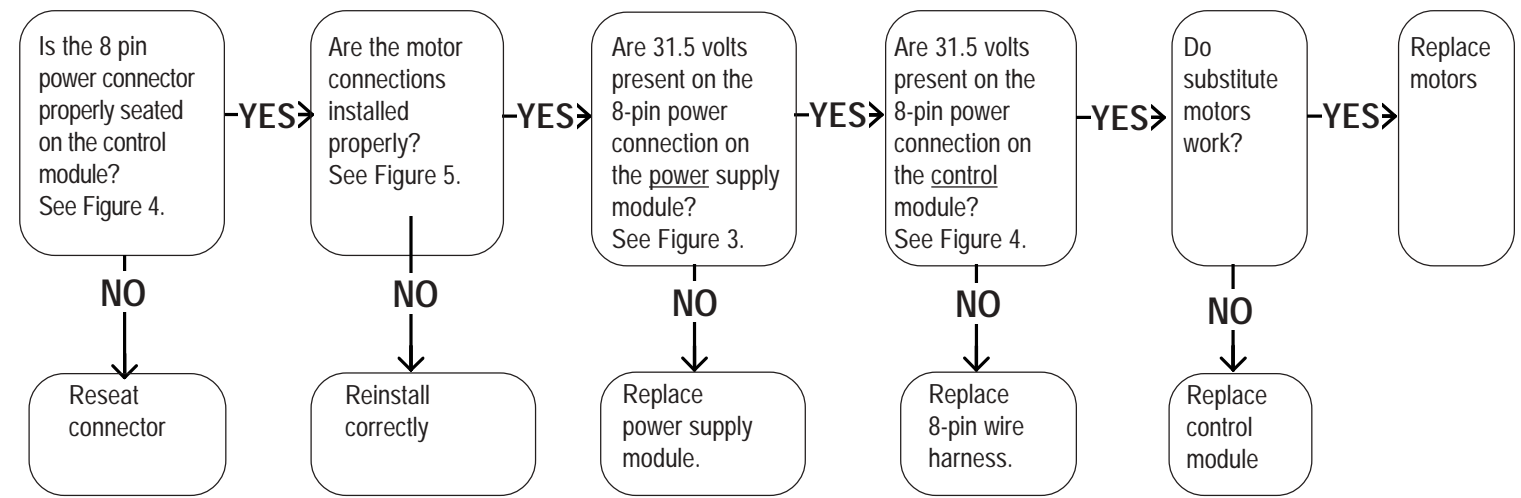 Is the 8 pin
power connector
properly seated
on the control
module?
See Figure 4.
YES
Are the motor
connections
installed
properly?
See Figure 5.
YES
Are 31.5 volts
present on the
8-pin power
connection on
the power supply
module?
See Figure 3.
YES
Are 31.5 volts
present on the
8-pin power
connection on
the control
module?
See Figure 4.
YES
Do
substitute
motors
work?
YES
Replace
motors
NO
NO
NO
NO
NO
Reseat
connector
Reinstall
correctly
Replace
power supply
module.
Replace
8-pin wire
harness.
Replace
control
module